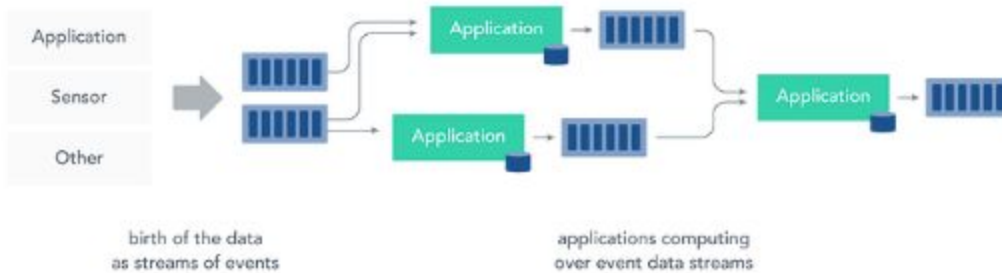 Application
Sensor
Other
Application
Application
Application
birth of the data
as streams of events
applications computing
over event data streams